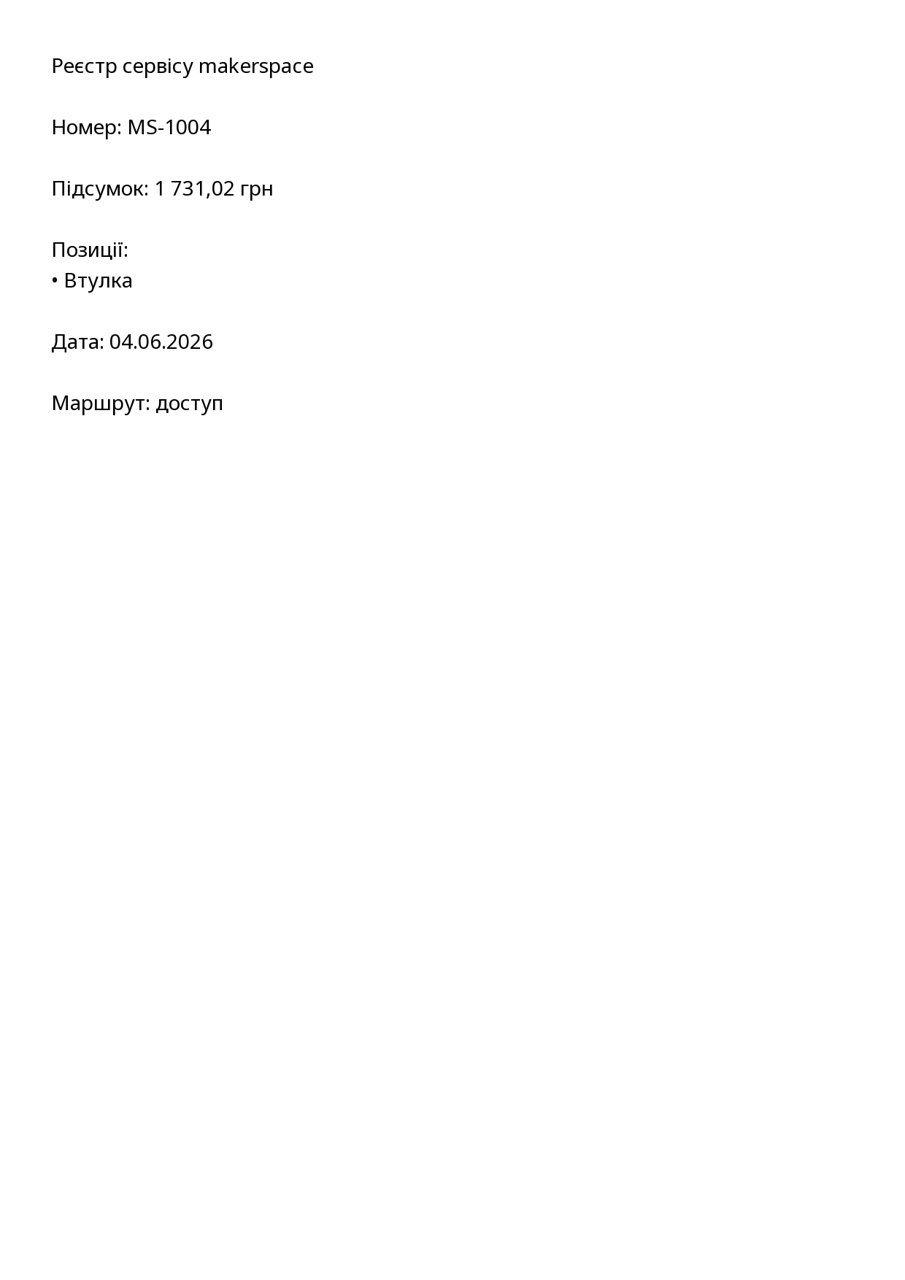 Реєстр сервісу makerspace
Номер: MS-1004
Підсумок: 1 731,02 грн
Позиції:
• Втулка
Дата: 04.06.2026
Маршрут: доступ